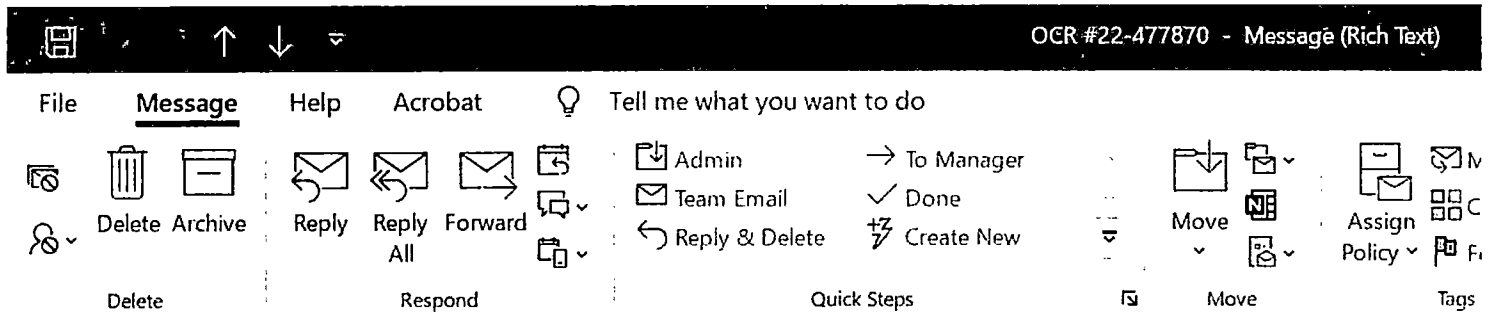 OCR #22-477870 - Message (Rich Text)
File Message Help Acrobat Tell me what you want to do
Admin → To Manager
Team Email ✓ Done
Reply & Delete Create New
Delete Archive Reply Reply All Forward Move Assign Policy
Delete Respond Quick Steps Move Tags